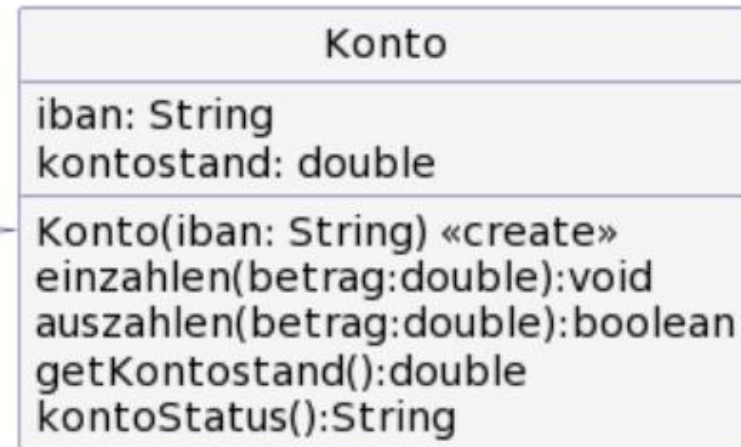 Konto
iban: String
kontostand: double
Konto(iban: String) «create»
einzahlen(betrag:double):void
auszahlen(betrag:double):boolean
getKontostand():double
kontoStatus():String